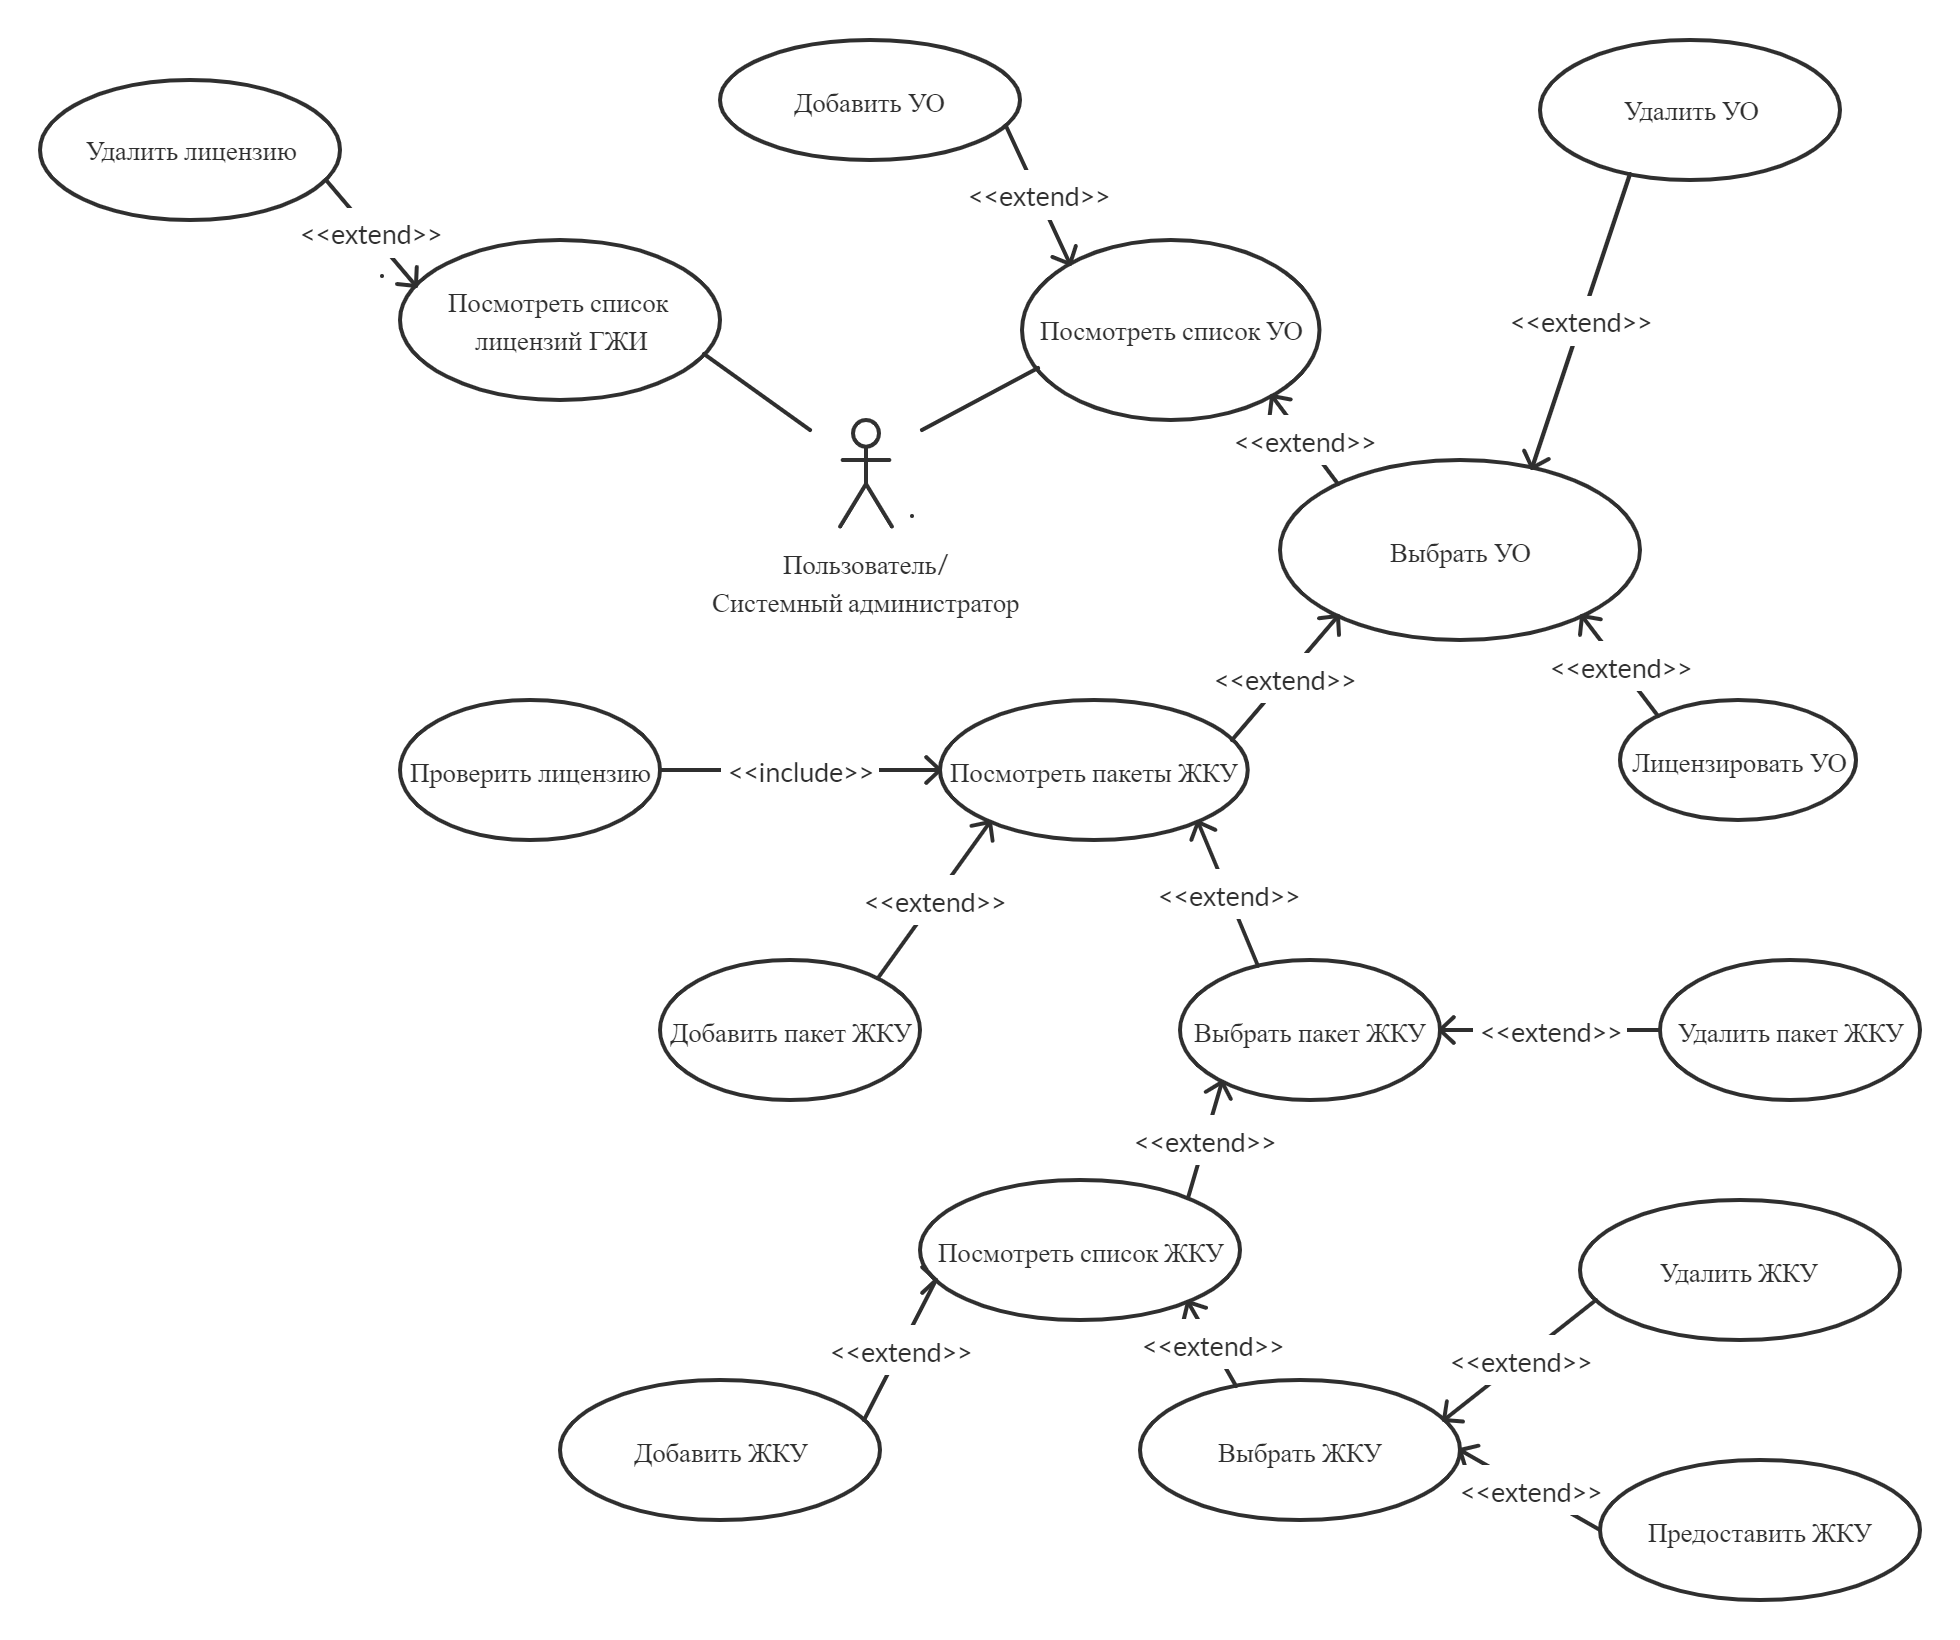 Добавить УО
Удалить УО
Удалить лицензию
<<extend>>
<<extend>>
Посмотреть список
лицензий ГЖИ
Посмотреть список УО
<<extend>>
<<extend>>
Выбрать УО
Пользователь/
Системный администратор
<<extend>>
<<extend>>
Проверить лицензию
<<include>>
Посмотреть пакеты ЖКУ
Лицензировать УО
<<extend>>
<<extend>>
Добавить пакет ЖКУ
Выбрать пакет ЖКУ
<<extend>>
Удалить пакет ЖКУ
<<extend>>
Посмотреть список ЖКУ
Удалить ЖКУ
<<extend>>
<<extend>>
<<extend>>
Добавить ЖКУ
Выбрать ЖКУ
<<extend>>
Предоставить ЖКУ